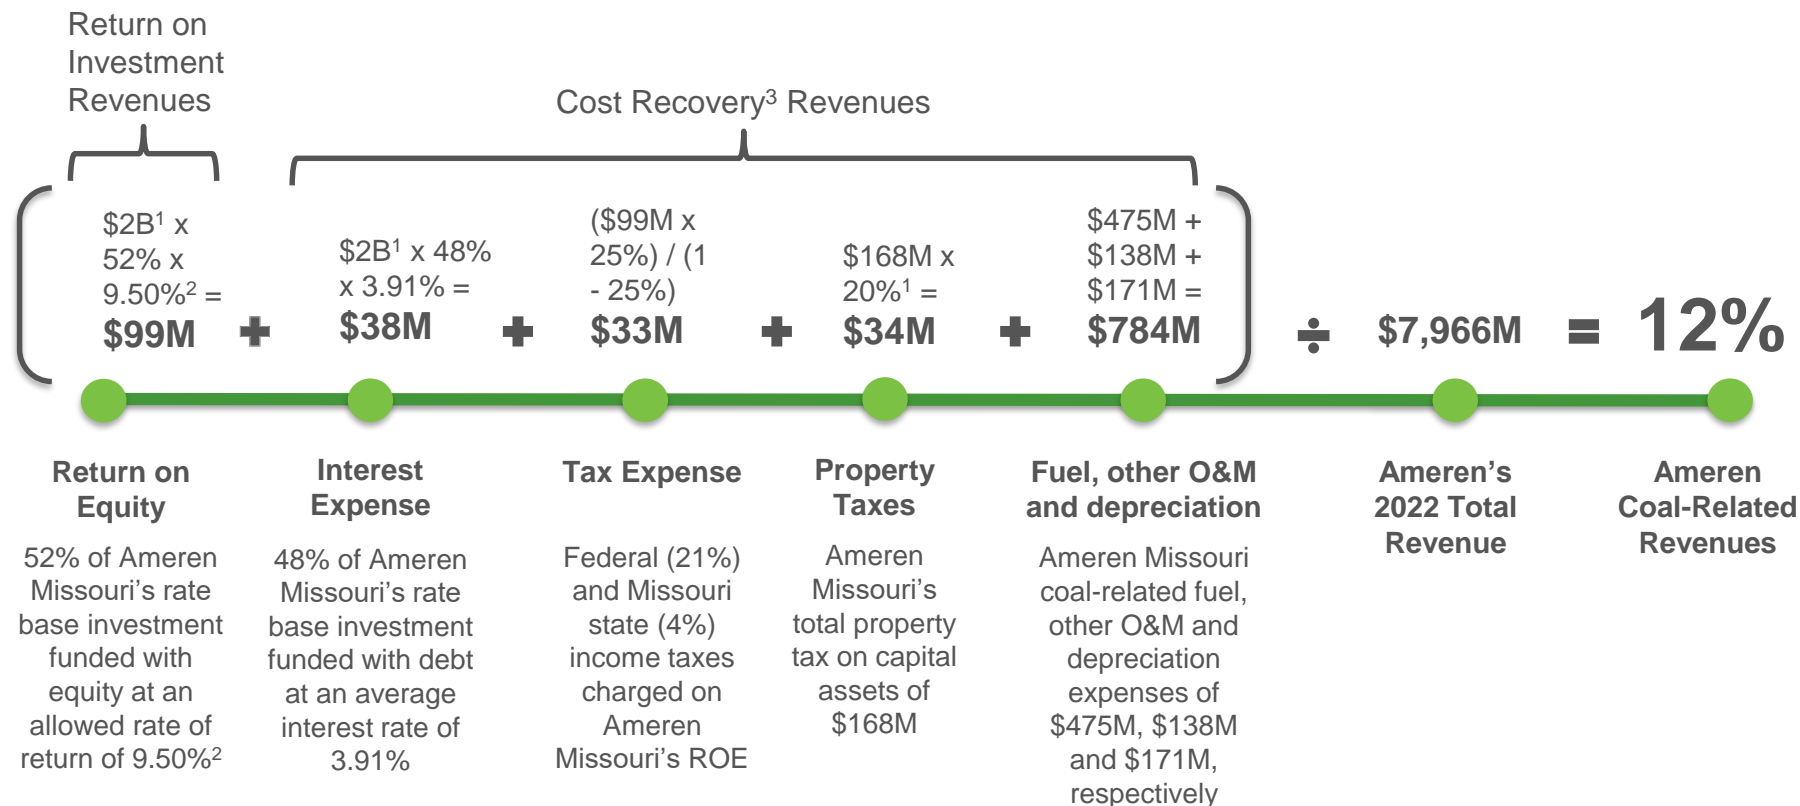 Return on
Investment
Revenues
Cost Recovery³ Revenues
$2B¹ x
52% x
9.50%² =
$99M
+
$2B¹ x 48%
x 3.91% =
$38M
+
($99M x
25%) / (1
- 25%)
$33M
+
$168M x
20%¹ =
$34M
+
$475M +
$138M +
$171M =
$784M
÷
$7,966M
=
12%
Return on
Equity
52% of Ameren
Missouri’s rate
base investment
funded with
equity at an
allowed rate of
return of 9.50%²
Interest
Expense
48% of Ameren
Missouri’s rate
base investment
funded with debt
at an average
interest rate of
3.91%
Tax Expense
Federal (21%)
and Missouri
state (4%)
income taxes
charged on
Ameren
Missouri’s ROE
Property
Taxes
Ameren
Missouri’s
total property
tax on capital
assets of
$168M
Fuel, other O&M
and depreciation
Ameren Missouri
coal-related fuel,
other O&M and
depreciation
expenses of
$475M, $138M
and $171M,
respectively
Ameren’s
2022 Total
Revenue
Ameren
Coal-Related
Revenues